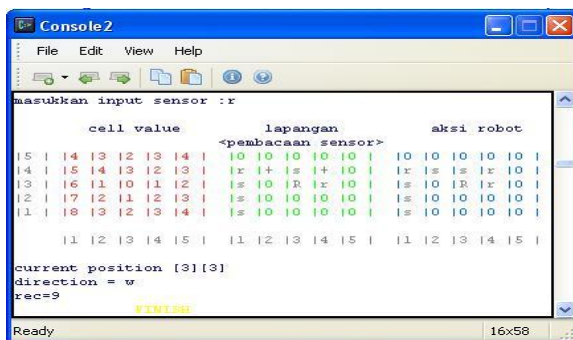 Console2
File Edit View Help
masukkan input sensor :r
cell value lapangan aksi robot
<pembacaan sensor>
|5 | |4 |3 |2 |3 |4 | |0 |0 |0 |0 |0 | |0 |0 |0 |0 |0 |
|4 | |5 |4 |3 |2 |3 | |r |+ |s |+ |0 | |r |s |s |r |0 |
|3 | |6 |1 |0 |1 |2 | |s |0 |R |r |0 | |s |0 |R |r |0 |
|2 | |7 |2 |1 |2 |3 | |s |0 |0 |0 |0 | |s |0 |0 |0 |0 |
|1 | |8 |3 |2 |3 |4 | |s |0 |0 |0 |0 | |s |0 |0 |0 |0 |
|1 |2 |3 |4 |5 | |1 |2 |3 |4 |5 | |1 |2 |3 |4 |5 |
current position [3][3]
direction = w
rec=9
FINISH
Ready 16x58